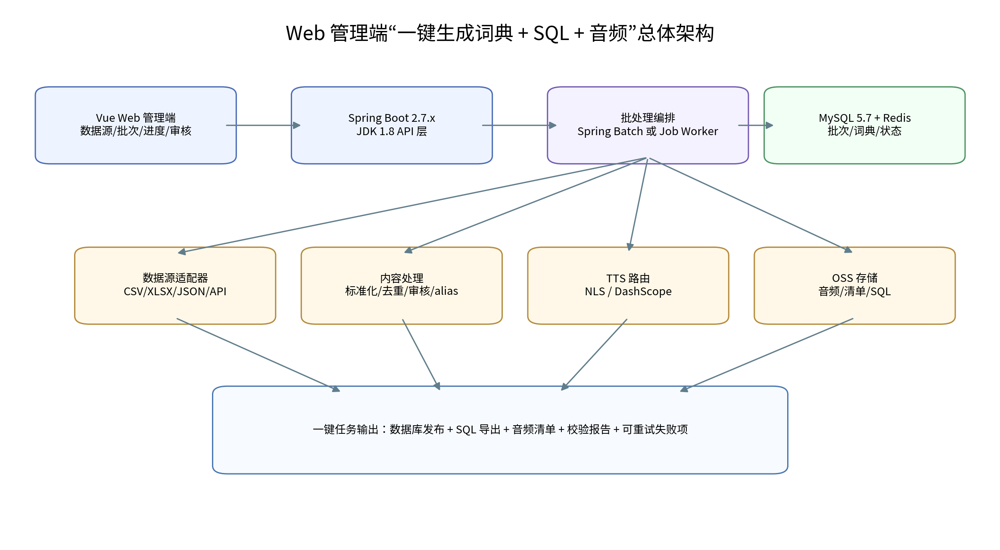 Web 管理端“一键生成词典 + SQL + 音频”总体架构
Vue Web 管理端
数据源/批次/进度/审核
Spring Boot 2.7.x
JDK 1.8 API 层
批处理编排
Spring Batch 或 Job Worker
MySQL 5.7 + Redis
批次/词典/状态
数据源适配器
CSV/XLSX/JSON/API
内容处理
标准化/去重/审核/alias
TTS 路由
NLS / DashScope
OSS 存储
音频/清单/SQL
一键任务输出：数据库发布 + SQL 导出 + 音频清单 + 校验报告 + 可重试失败项